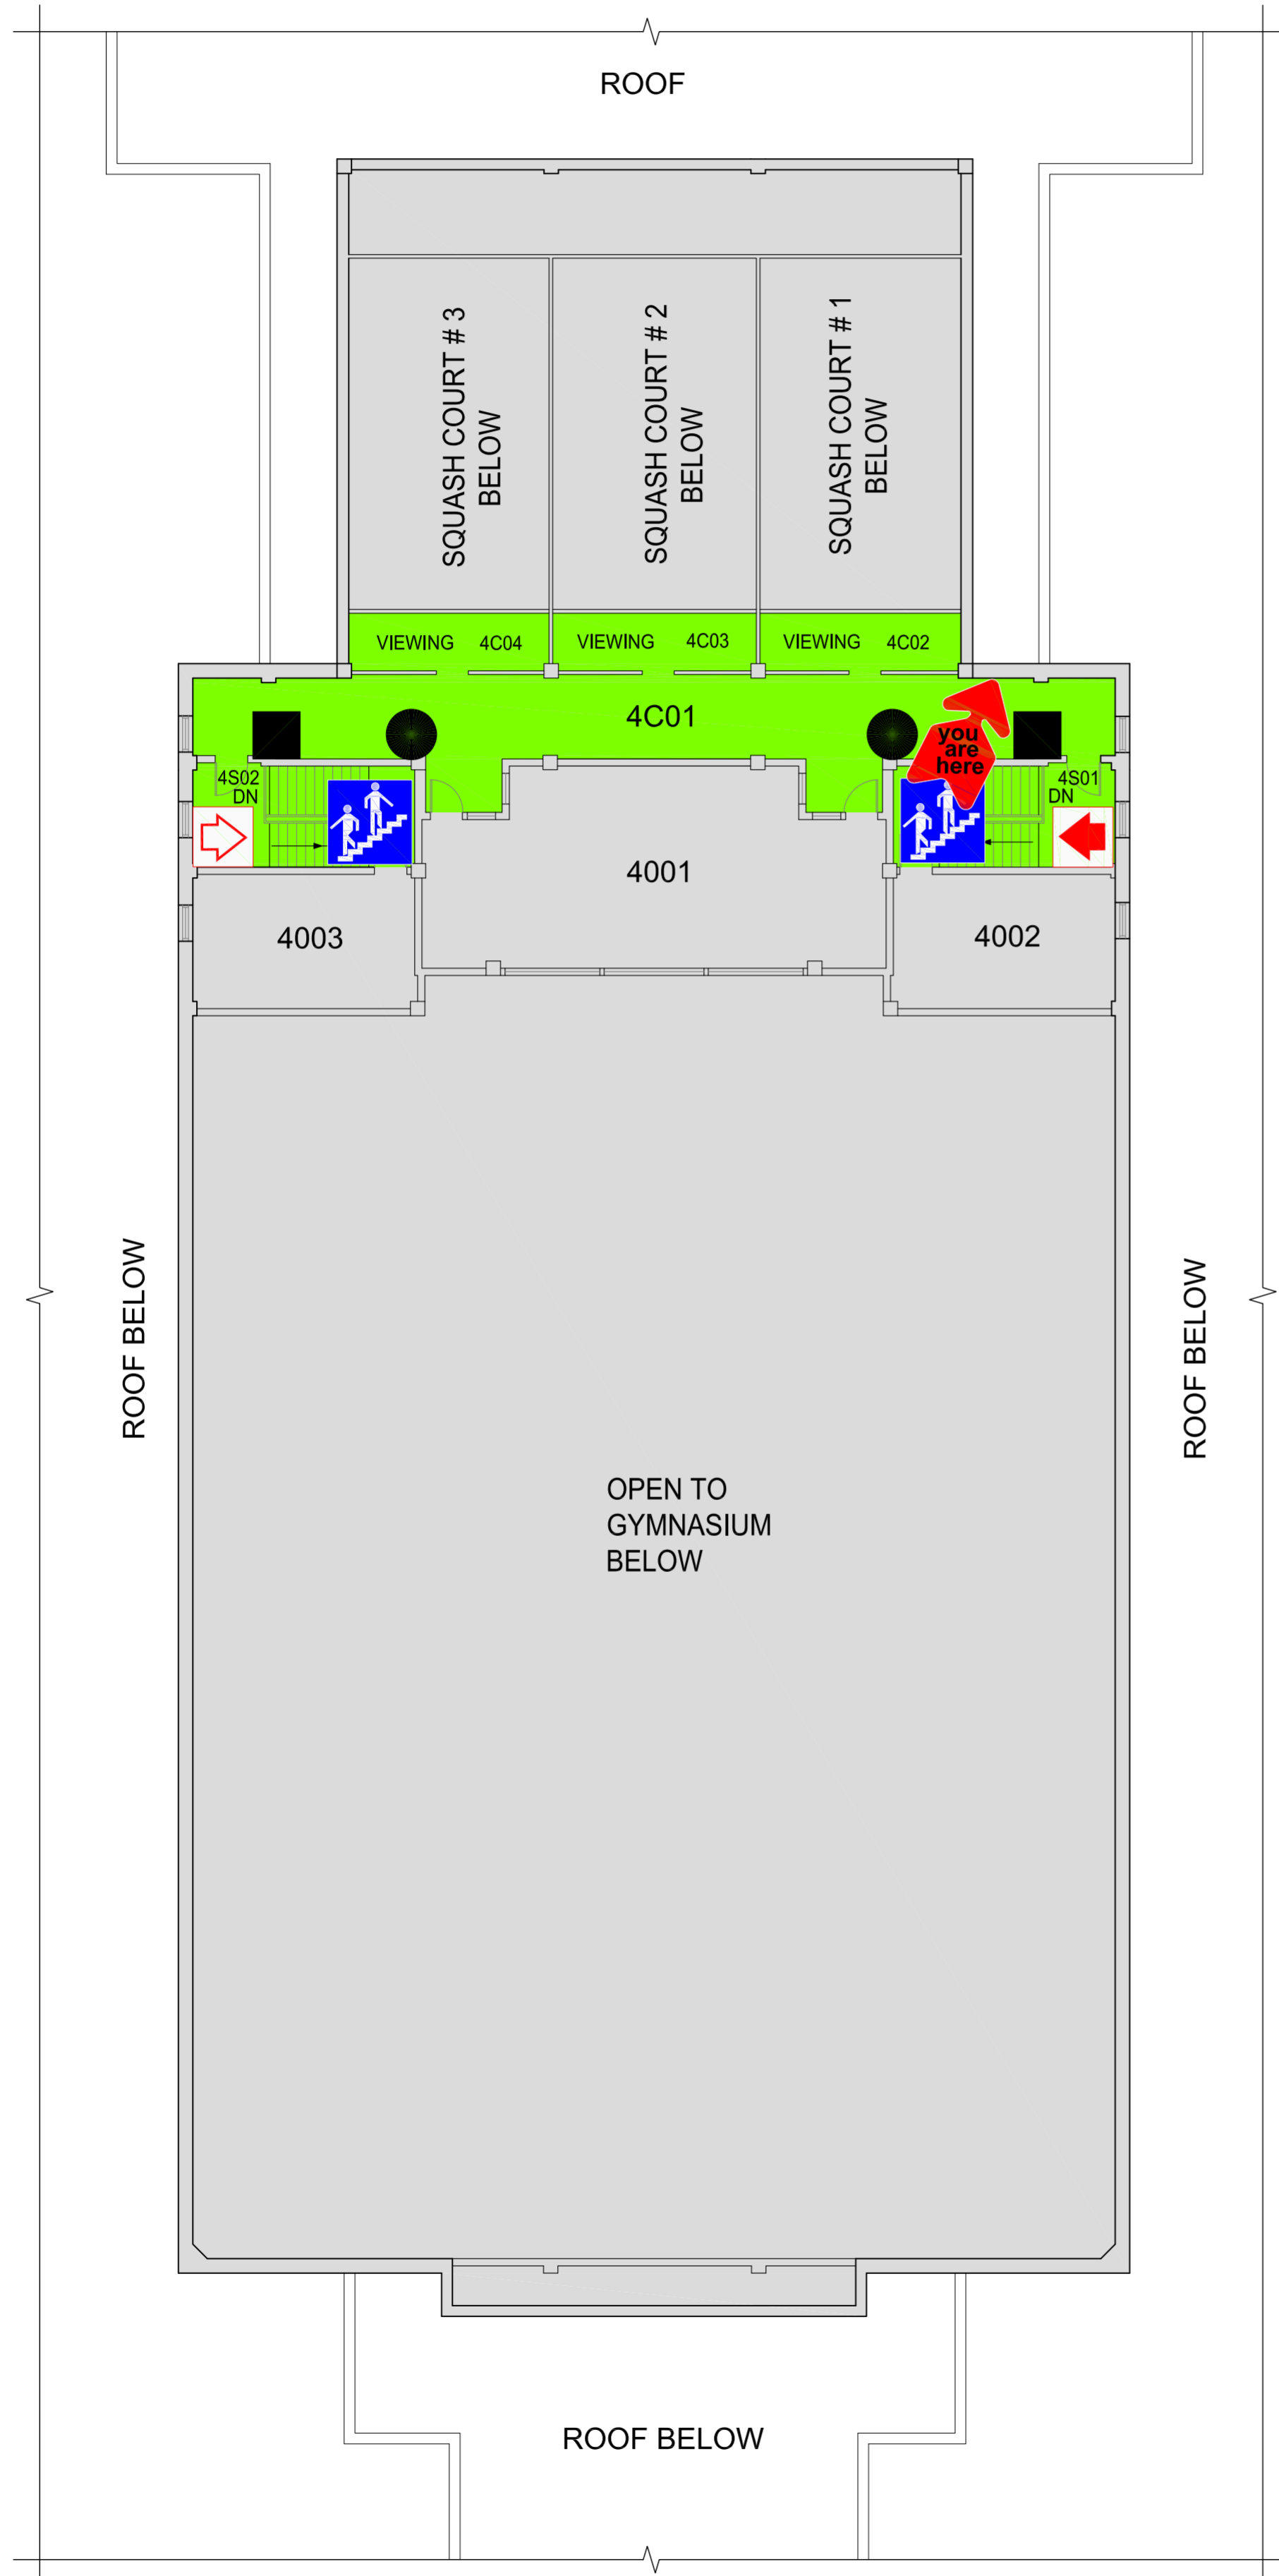 ROOF
SQUASH COURT # 3
BELOW
SQUASH COURT # 2
BELOW
SQUASH COURT # 1
BELOW
VIEWING 4C04
VIEWING 4C03
VIEWING 4C02
4C01
you
are
here
4S02
DN
4S01
DN
4001
4003
4002
ROOF BELOW
ROOF BELOW
OPEN TO
GYMNASIUM
BELOW
ROOF BELOW